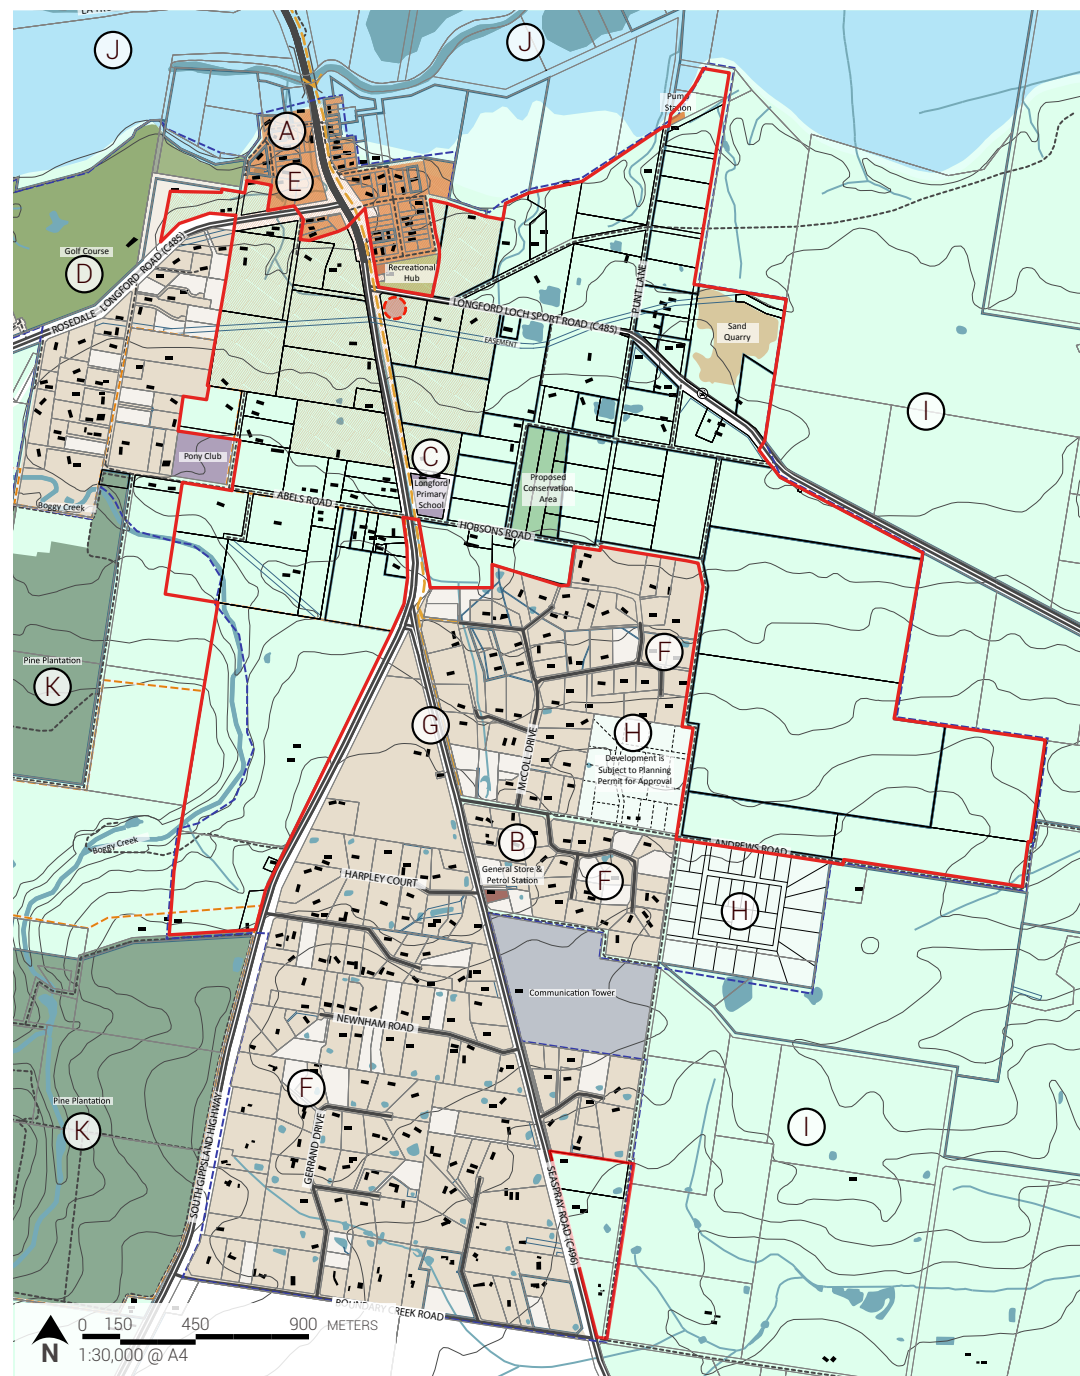 J
J
Pump
Station
A
E
Golf Course
D
ROSEDALE LONGFORD ROAD (C485)
Recreational
Hub
LONGFORD LOCH SPORT ROAD (C485)
EASEMENT
PUNT LANE
Sand
Quarry
I
Pony Club
C
Longford
Primary
School
Proposed
Conservation
Area
ABELS ROAD
HOBSONS ROAD
Boggy Creek
Pine Plantation
K
F
G
H
Development is
Subject to Planning
Permit for Approval
McCOLL DRIVE
Boggy Creek
B
General Store &
Petrol Station
ANDREWS ROAD
HARPLEY COURT
F
H
Communication Tower
NEWNHAM ROAD
F
GERRAND DRIVE
Pine Plantation
K
I
SOUTH GIPPSLAND HIGHWAY
SEASPRAY ROAD (C496)
BOUNDARY CREEK ROAD
N
0 150 450 900 METERS
1:30,000 @ A4